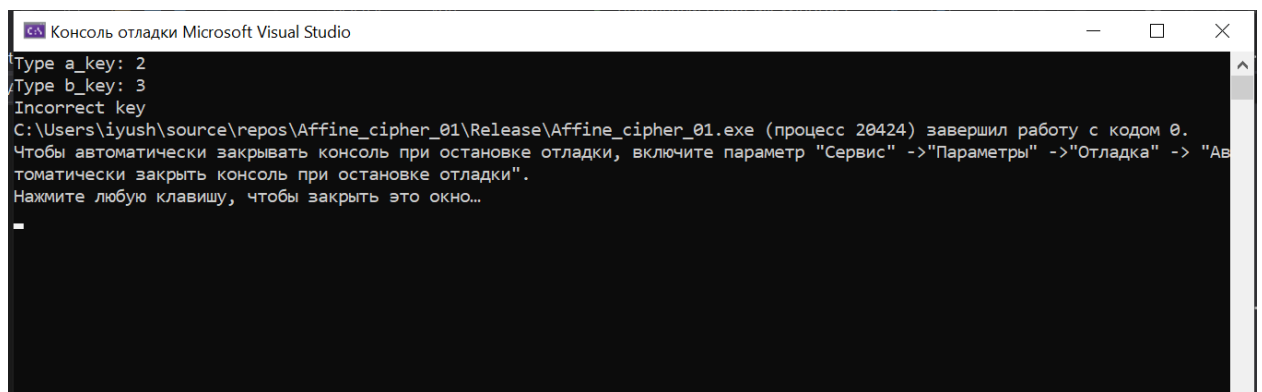 Консоль отладки Microsoft Visual Studio
Type a_key: 2
Type b_key: 3
Incorrect key
C:\Users\iyush\source\repos\Affine_cipher_01\Release\Affine_cipher_01.exe (процесс 20424) завершил работу с кодом 0.
Чтобы автоматически закрывать консоль при остановке отладки, включите параметр "Сервис" ->"Параметры" ->"Отладка" -> "Ав
томатически закрыть консоль при остановке отладки".
Нажмите любую клавишу, чтобы закрыть это окно…